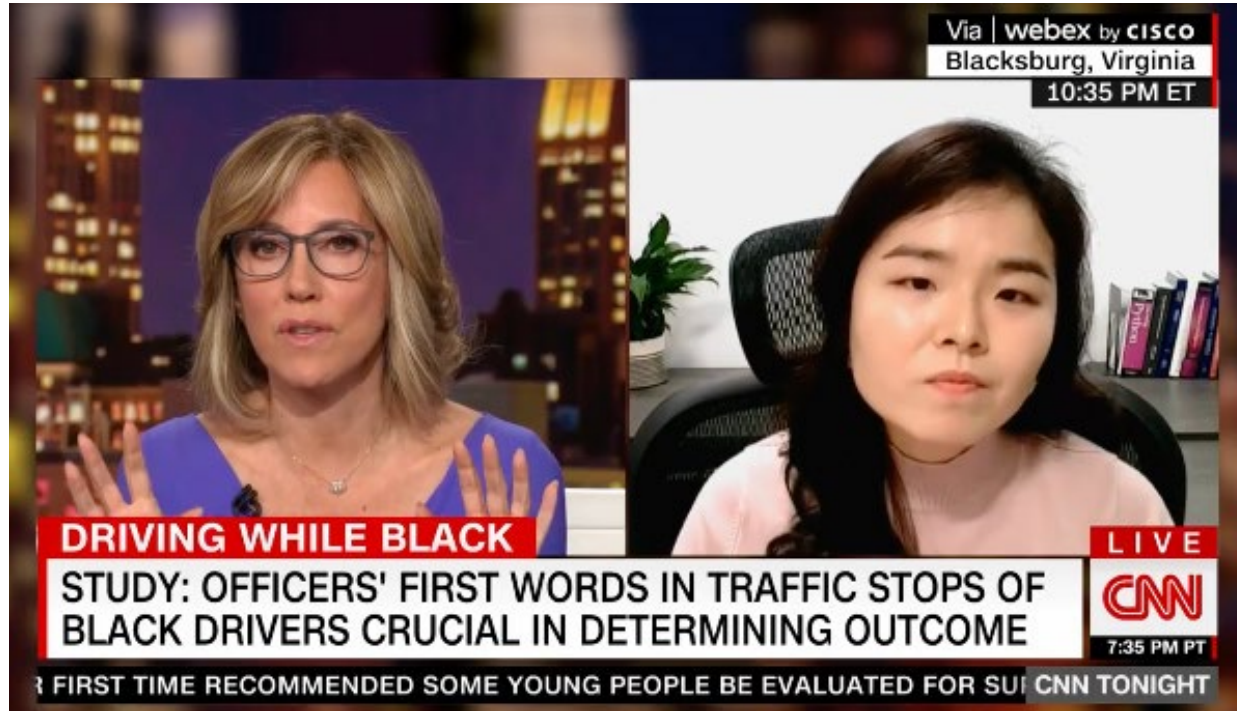 Via | webex by CISCO
Blacksburg, Virginia
10:35 PM ET
Python
DRIVING WHILE BLACK
STUDY: OFFICERS' FIRST WORDS IN TRAFFIC STOPS OF
BLACK DRIVERS CRUCIAL IN DETERMINING OUTCOME
LIVE
CNN
7:35 PM PT
FIRST TIME RECOMMENDED SOME YOUNG PEOPLE BE EVALUATED FOR
CNN TONIGHT